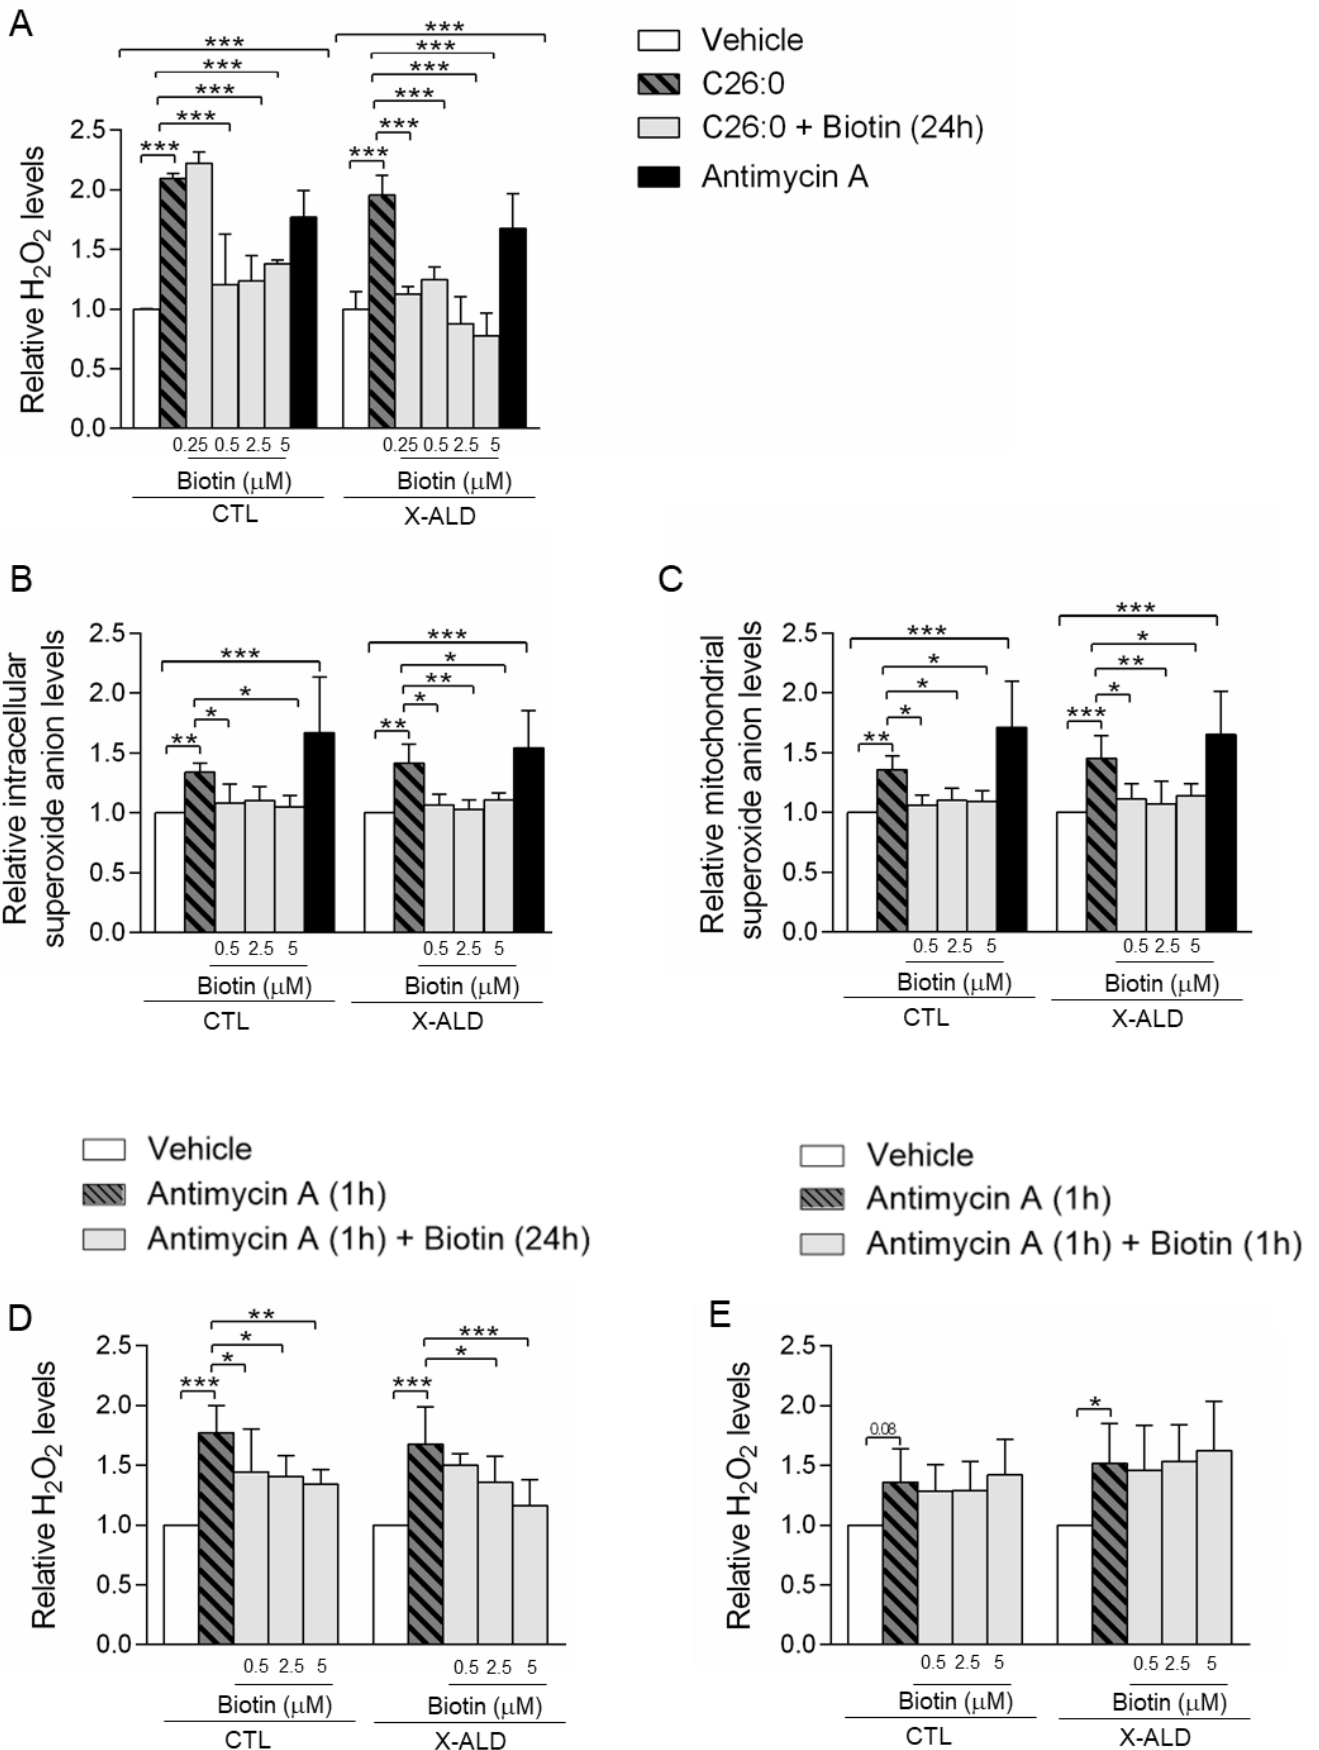 A
***
***
***
***
***
***
***
***
***
***
***
Vehicle
C26:0
C26:0 + Biotin (24h)
Antimycin A
Relative H2O2 levels
2.5
2.0
1.5
1.0
0.5
0.0
0.25 0.5 2.5 5
0.25 0.5 2.5 5
Biotin (μM)
Biotin (μM)
CTL
X-ALD
B
Relative intracellular
superoxide anion levels
2.5
2.0
1.5
1.0
0.5
0.0
***
*
*
**
***
*
**
*
**
0.5 2.5 5
0.5 2.5 5
Biotin (μM)
Biotin (μM)
CTL
X-ALD
C
Relative mitochondrial
superoxide anion levels
2.5
2.0
1.5
1.0
0.5
0.0
***
*
*
*
**
***
*
**
*
***
0.5 2.5 5
0.5 2.5 5
Biotin (μM)
Biotin (μM)
CTL
X-ALD
Vehicle
Antimycin A (1h)
Antimycin A (1h) + Biotin (24h)
Vehicle
Antimycin A (1h)
Antimycin A (1h) + Biotin (1h)
D
Relative H2O2 levels
2.5
2.0
1.5
1.0
0.5
0.0
**
*
*
***
***
*
***
0.5 2.5 5
0.5 2.5 5
Biotin (μM)
Biotin (μM)
CTL
X-ALD
E
Relative H2O2 levels
2.5
2.0
1.5
1.0
0.5
0.0
0.08
*
0.5 2.5 5
0.5 2.5 5
Biotin (μM)
Biotin (μM)
CTL
X-ALD